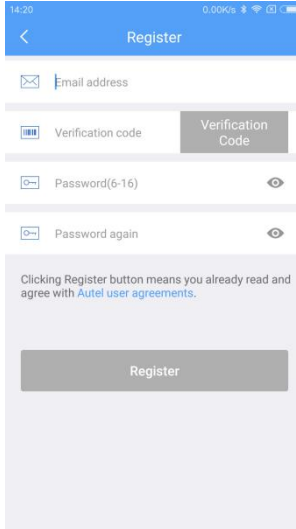 14:20 0.00K/s
Register
Email address
Verification code
Verification
Code
Password(6-16)
Password again
Clicking Register button means you already read and
agree with Autel user agreements.
Register